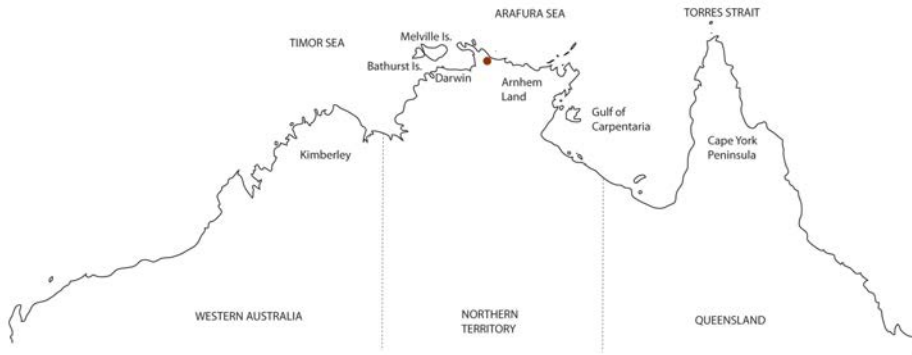 ARAFURA SEA
TORRES STRAIT
TIMOR SEA
Melville Is.
Bathurst Is.
Darwin
Arnhem
Land
Gulf of
Carpentaria
Kimberley
Cape York
Peninsula
WESTERN AUSTRALIA
NORTHERN
TERRITORY
QUEENSLAND